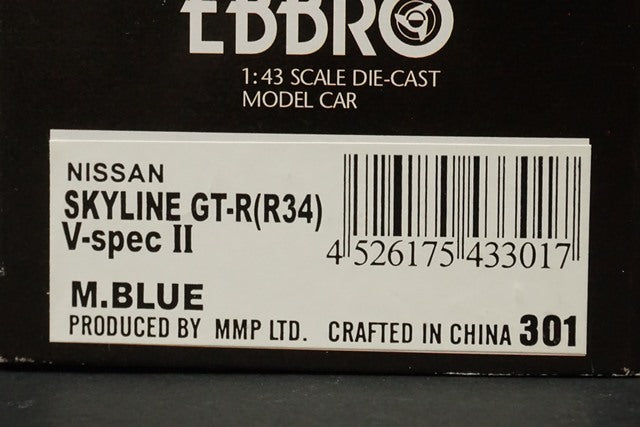 EBBRO
1:43 SCALE DIE-CAST
MODEL CAR
NISSAN
SKYLINE GT-R(R34)
V-spec II
4 526175 433017
M.BLUE
PRODUCED BY MMP LTD. CRAFTED IN CHINA 301